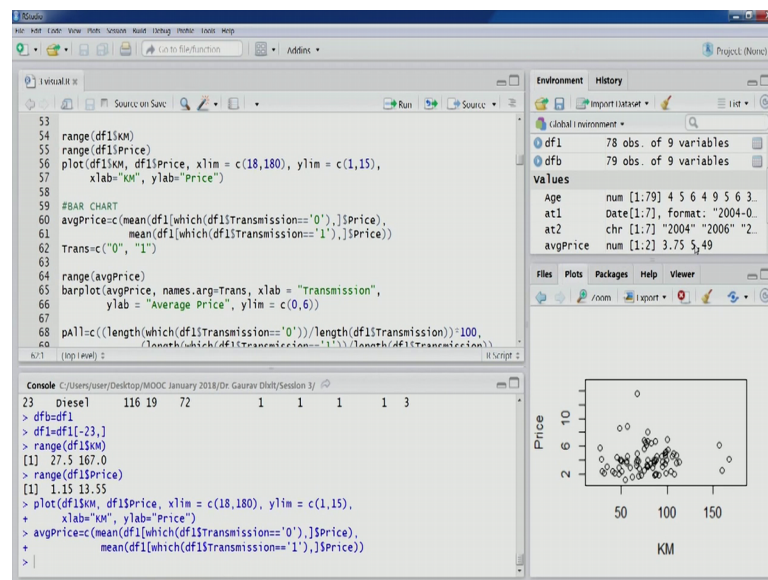 RStudio
File Edit Code View Plots Session Build Debug Profile Tools Help
Go to file/function
Addins
Project: (None)
1 visual.R
Source on Save
Run
Source
53
54 range(df1$KM)
55 range(df1$Price)
56 plot(df1$KM, df1$Price, xlim = c(18,180), ylim = c(1,15),
57 xlab="KM", ylab="Price")
58
59 #BAR CHART
60 avgPrice=c(mean(df1[which(df1$Transmission=='0'),]$Price),
61 mean(df1[which(df1$Transmission=='1'),]$Price))
62 Trans=c("0", "1")
63
64 range(avgPrice)
65 barplot(avgPrice, names.arg=Trans, xlab = "Transmission",
66 ylab = "Average Price", ylim = c(0,6))
67
68 pAll=c((length(which(df1$Transmission=='0'))/length(df1$Transmission))*100,
69 (length(which(df1$Transmission=='1'))/length(df1$Transmission))
62:1 (Top Level) R Script
Console C:/Users/user/Desktop/MOOC January 2018/Dr. Gaurav Dixit/Session 3/
23 Diesel 116 19 72 1 1 1 1 3
> dfb=df1
> df1=df1[-23,]
> range(df1$KM)
[1] 27.5 167.0
> range(df1$Price)
[1] 1.15 13.55
> plot(df1$KM, df1$Price, xlim = c(18,180), ylim = c(1,15),
+ xlab="KM", ylab="Price")
> avgPrice=c(mean(df1[which(df1$Transmission=='0'),]$Price),
+ mean(df1[which(df1$Transmission=='1'),]$Price))
>
Environment History
Import Dataset
List
Global Environment
df1 78 obs. of 9 variables
dfb 79 obs. of 9 variables
Values
Age num [1:79] 4 5 6 4 9 5 6 3...
at1 Date[1:7], format: "2004-0...
at2 chr [1:7] "2004" "2006" "2...
avgPrice num [1:2] 3.75 5.49
Files Plots Packages Help Viewer
Zoom Export
Price
10
6
2
50 100 150
KM